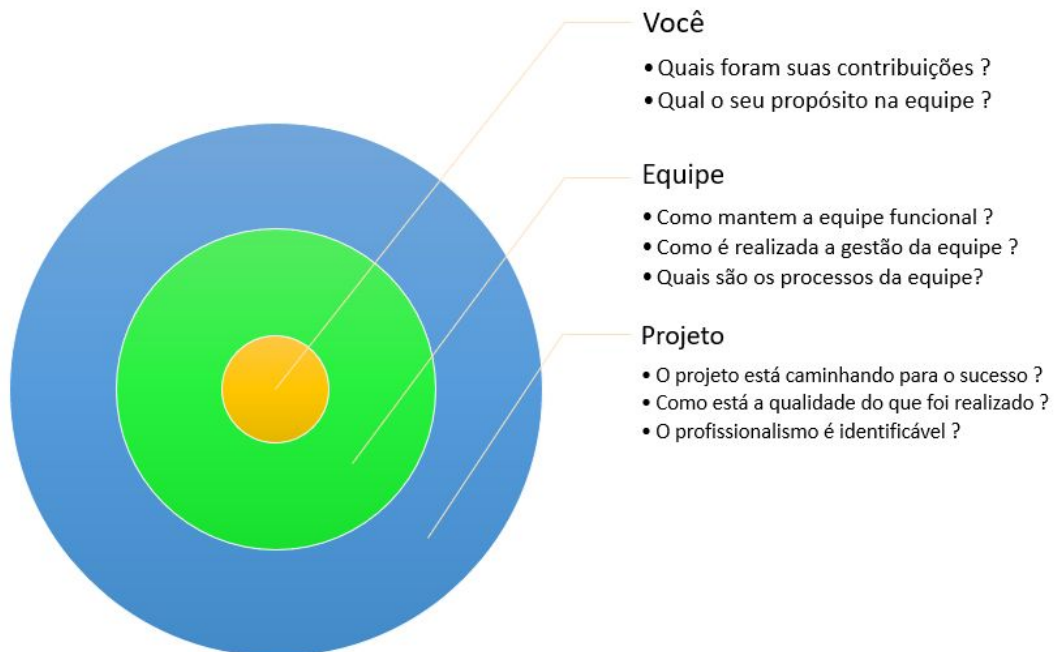 Você
• Quais foram suas contribuições ?
• Qual o seu propósito na equipe ?
Equipe
• Como mantem a equipe funcional ?
• Como é realizada a gestão da equipe ?
• Quais são os processos da equipe?
Projeto
• O projeto está caminhando para o sucesso ?
• Como está a qualidade do que foi realizado ?
• O profissionalismo é identificável ?